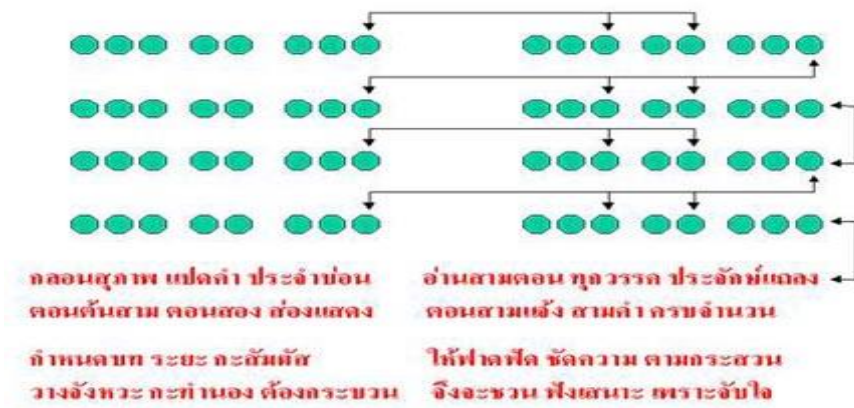 กลอนสุภาพ แปดคำ ประจำบ่อน อ่านสามตอน ทุกวรรค ประจักษ์แถลง
ตอนต้นสาม ตอนสอง ส่องแสดง ตอนสามแจ้ง สามคำ ครบจำนวน
กำหนดบท ระยะ กะสัมผัส ให้ฟาดฟัด ชัดความ ตามกระสวน
วางจังหวะ กะทำนอง ต้องกระบวน จึงจะชวน ฟังเสนาะ เพราะจับใจ